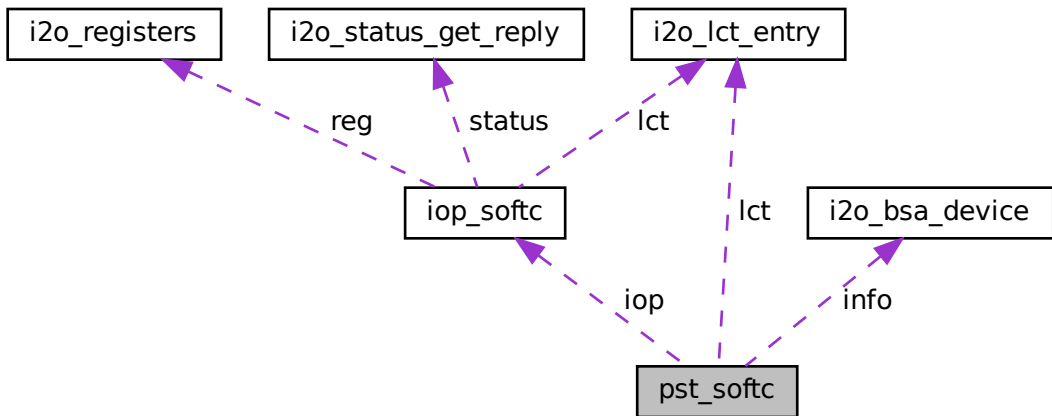 i2o_registers
i2o_status_get_reply
i2o_lct_entry
reg
status
lct
iop_softc
lct
i2o_bsa_device
iop
info
pst_softc